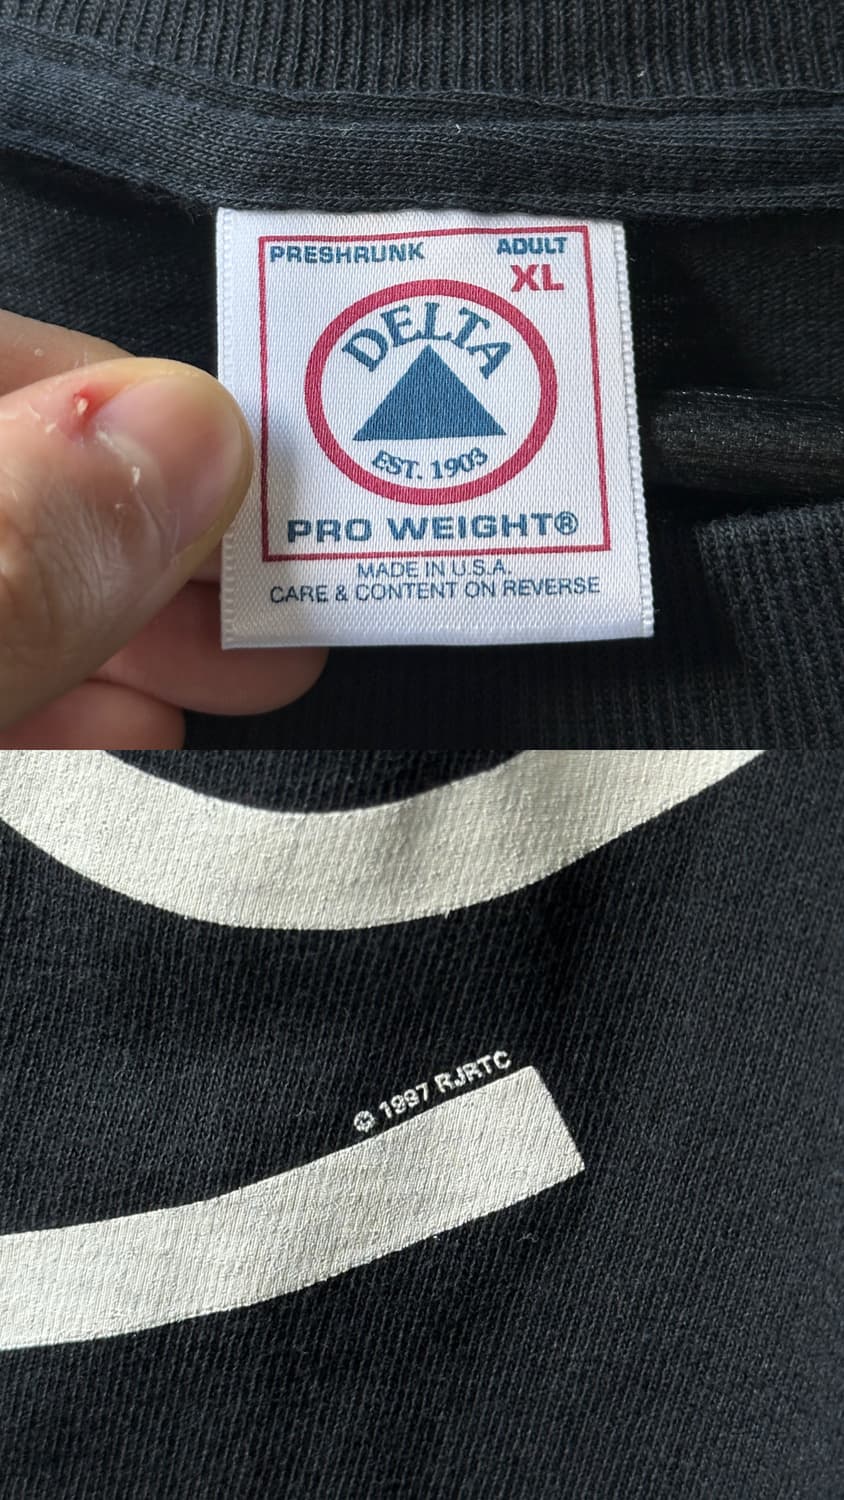 PRESHRUNK
ADULT
XL
DELTA
EST. 1903
PRO WEIGHT®
MADE IN U.S.A.
CARE & CONTENT ON REVERSE
© 1997 RJRTC